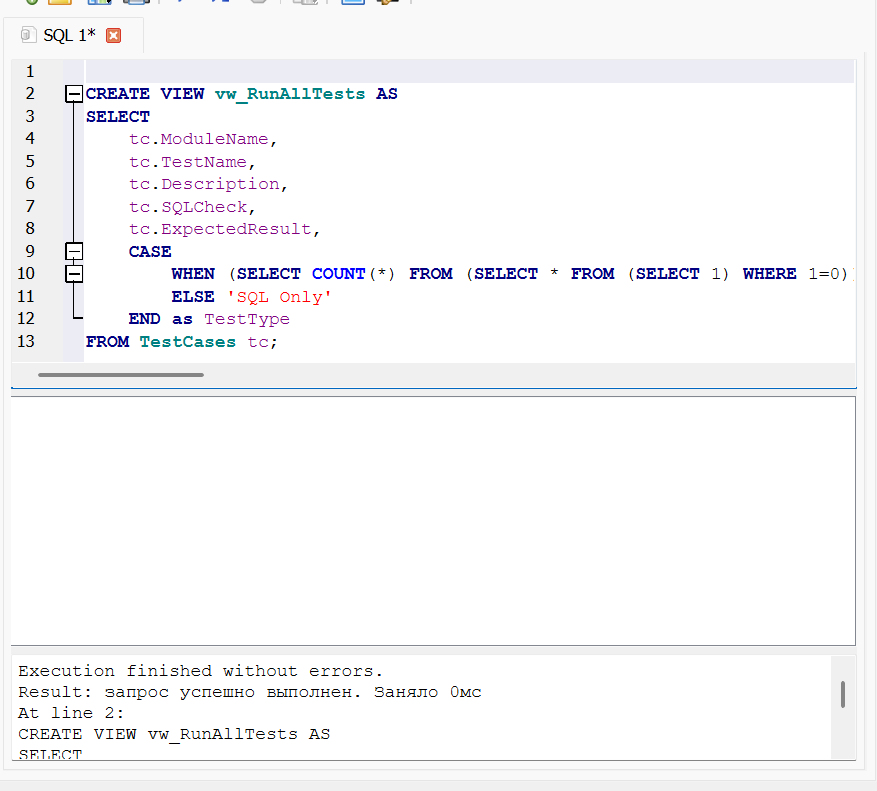 SQL 1*
1
2 CREATE VIEW vw_RunAllTests AS
3 SELECT
4 tc.ModuleName,
5 tc.TestName,
6 tc.Description,
7 tc.SQLCheck,
8 tc.ExpectedResult,
9 CASE
10 WHEN (SELECT COUNT(*) FROM (SELECT * FROM (SELECT 1) WHERE 1=0)
11 ELSE 'SQL Only'
12 END as TestType
13 FROM TestCases tc;
Execution finished without errors.
Result: запрос успешно выполнен. Заняло 0мс
At line 2:
CREATE VIEW vw_RunAllTests AS
SELECT